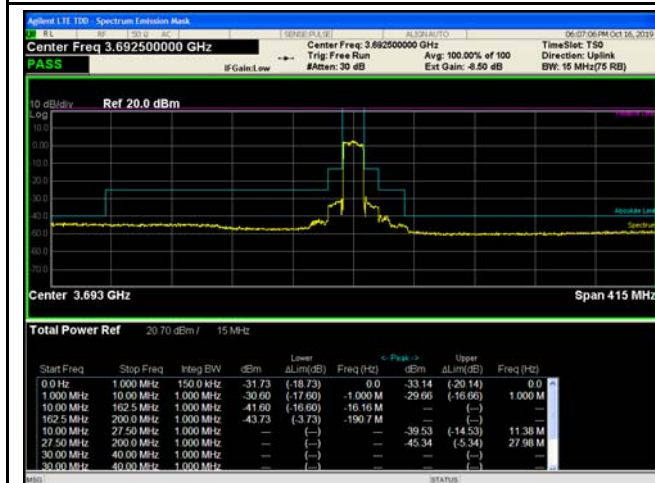 Agilent LTE TDD - Spectrum Emission Mask
RL RF 50 Ω AC SENSE:PULSE ALIGN AUTO 06:07:06 PM Oct 16, 2019
Center Freq 3.692500000 GHz Center Freq: 3.692500000 GHz TimeSlot: TS0
Trig: Free Run Avg: 100.00% of 100 Direction: Uplink
PASS IFGain:Low #Atten: 30 dB Ext Gain: -8.50 dB BW: 15 MHz(75 RB)
10 dB/div Ref 20.0 dBm
Log
10.0
0.00
10.0
20.0
30.0
40.0
Absolute Limit
Spectrum
60.0
70.0
Center 3.693 GHz Span 415 MHz
Total Power Ref 20.70 dBm / 15 MHz
Lower <- Peak -> Upper
Start Freq Stop Freq Integ BW dBm ΔLim(dB) Freq (Hz) dBm ΔLim(dB) Freq (Hz)
0.0 Hz 1.000 MHz 150.0 kHz -31.73 (-18.73) 0.0 -33.14 (-20.14) 0.0
1.000 MHz 10.00 MHz 1.000 MHz -30.60 (-17.60) -1.000 M -29.66 (-16.66) 1.000 M
10.00 MHz 162.5 MHz 1.000 MHz -41.60 (-16.60) -16.16 M --- (---) ---
162.5 MHz 200.0 MHz 1.000 MHz -43.73 (-3.73) -190.7 M --- (---) ---
10.00 MHz 27.50 MHz 1.000 MHz --- (---) --- -39.53 (-14.53) 11.38 M
27.50 MHz 200.0 MHz 1.000 MHz --- (---) --- -45.34 (-5.34) 27.98 M
30.00 MHz 40.00 MHz 1.000 MHz --- (---) --- --- (---) ---
30.00 MHz 40.00 MHz 1.000 MHz --- (---) --- --- (---) ---
MSG STATUS